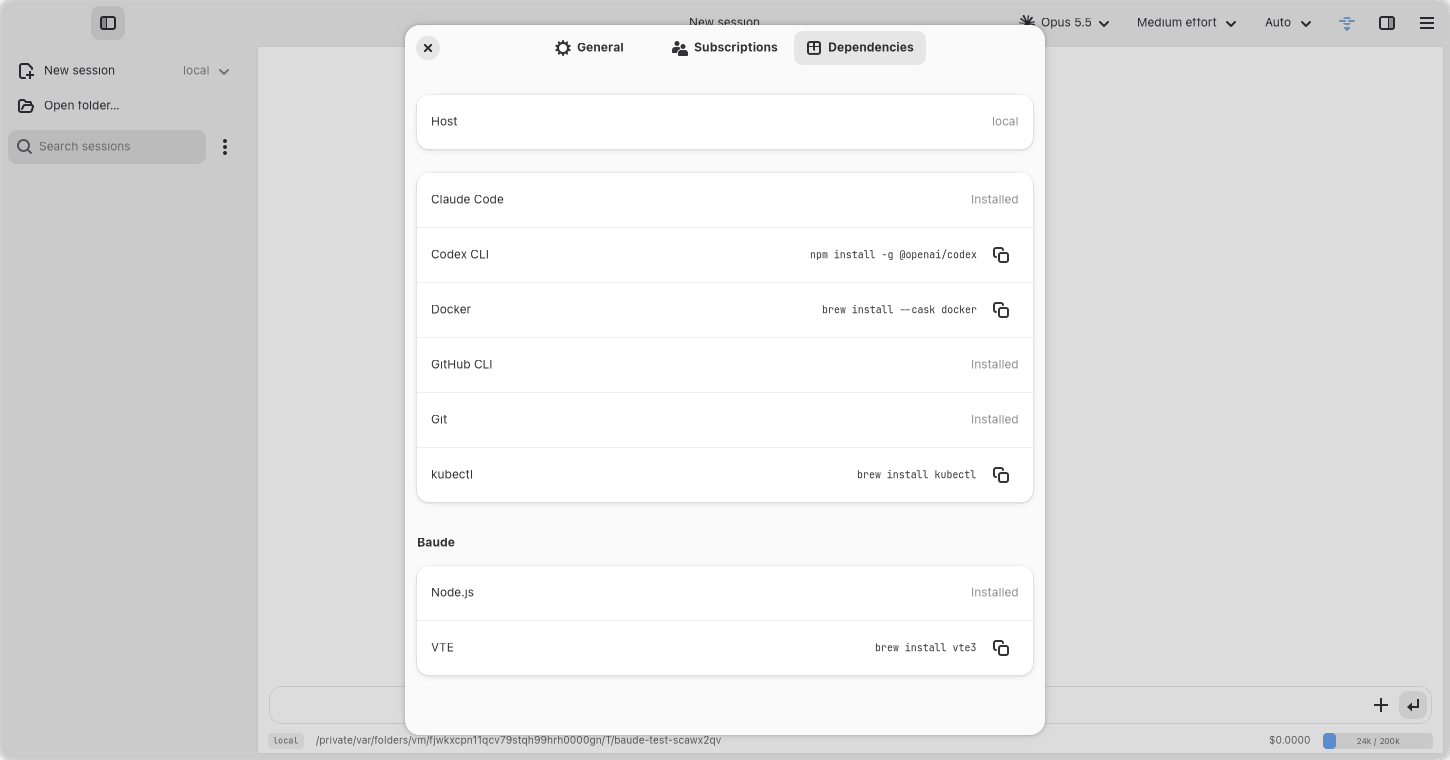 New session
Opus 5.5
Medium effort
Auto
New session
local
Open folder...
Search sessions
General
Subscriptions
Dependencies
Host
local
Claude Code
Installed
Codex CLI
npm install -g @openai/codex
Docker
brew install --cask docker
GitHub CLI
Installed
Git
Installed
kubectl
brew install kubectl
Baude
Node.js
Installed
VTE
brew install vte3
local
/private/var/folders/vm/fjwkxcpn11qcv79stqh99hrh0000gn/T/baude-test-scawx2qv
$0.0000
24k / 200k